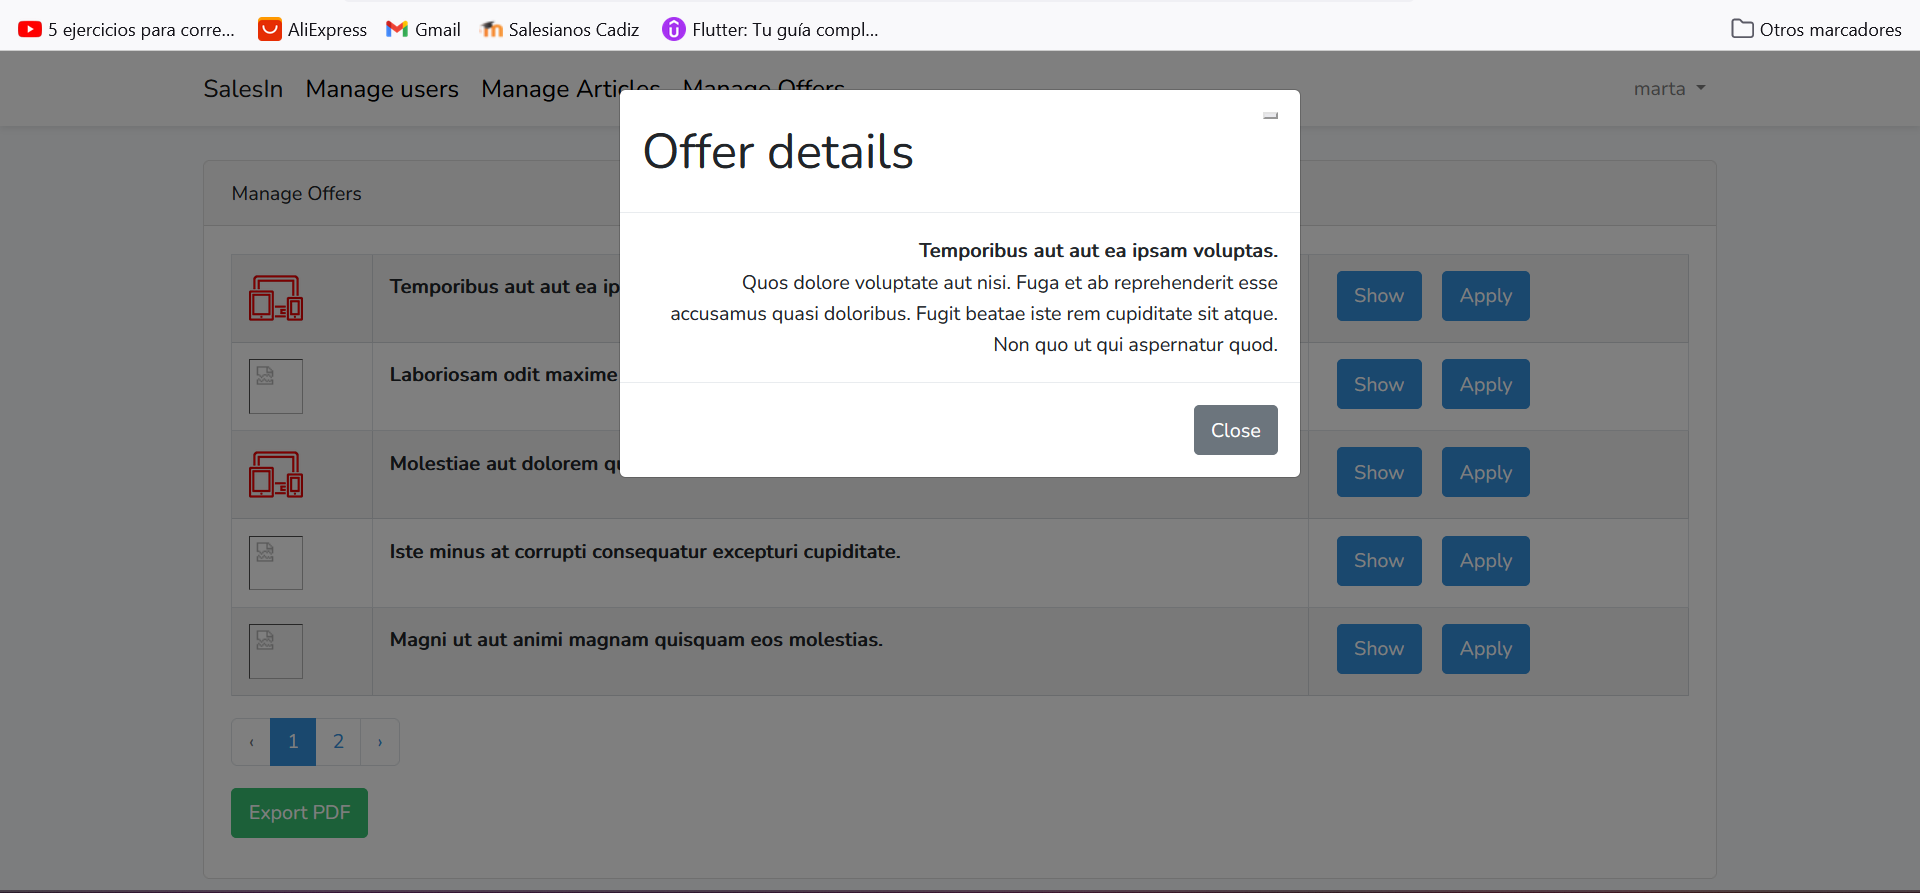 5 ejercicios para corre... AliExpress Gmail Salesianos Cadiz Flutter: Tu guía compl... Otros marcadores
SalesIn Manage users Manage Articles Manage Offers marta
Offer details
Manage Offers
Temporibus aut aut ea ipsam voluptas.
Quos dolore voluptate aut nisi. Fuga et ab reprehenderit esse
accusamus quasi doloribus. Fugit beatae iste rem cupiditate sit atque.
Non quo ut qui aspernatur quod.
Close
Temporibus aut aut ea ip Show Apply
Laboriosam odit maxime Show Apply
Molestiae aut dolorem Show Apply
Iste minus at corrupti consequatur excepturi cupiditate. Show Apply
Magni ut aut animi magnam quisquam eos molestias. Show Apply
‹ 1 2 ›
Export PDF